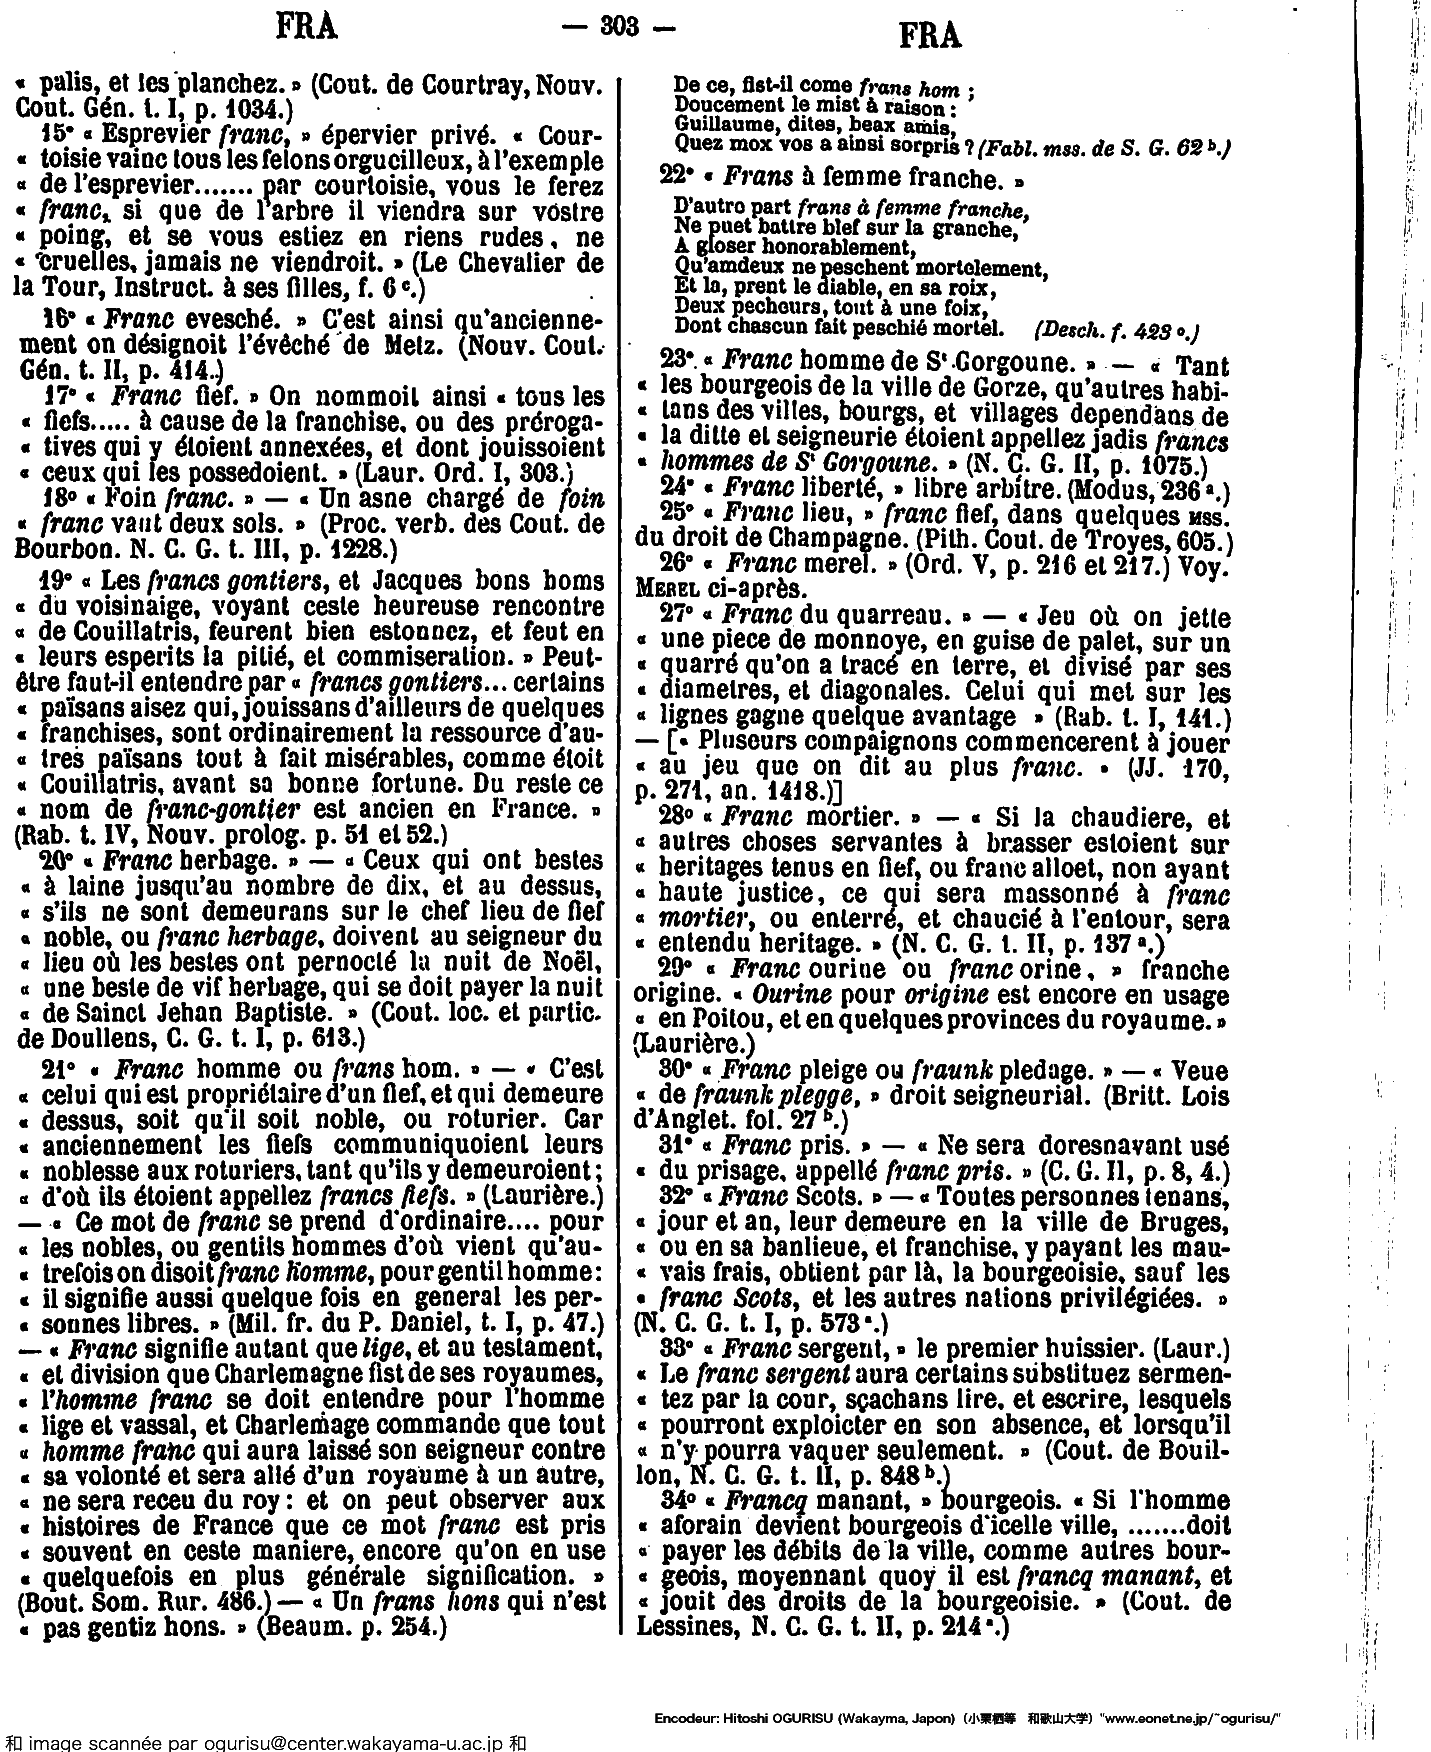 FRA — 303 — FRA
« palis, et les planchez. » (Cout. de Courtray, Nouv.
Cout. Gén. t. I, p. 1034.)
15° « Esprevier franc, » épervier privé. « Cour-
« toisie vainc tous les felons orgueilleux, à l'exemple
« de l'esprevier....... par courtoisie, vous le ferez
« franc, si que de l'arbre il viendra sur vostre
« poing, et se vous estiez en riens rudes, ne
« cruelles, jamais ne viendroit. » (Le Chevalier de
la Tour, Instruct. à ses filles, f. 6 c.)
16° « Franc evesché. » C'est ainsi qu'ancienne-
ment on désignoit l'évêché de Metz. (Nouv. Cout.
Gén. t. II, p. 414.)
17° « Franc fief. » On nommoit ainsi « tous les
« fiefs..... à cause de la franchise, ou des préroga-
« tives qui y étoient annexées, et dont jouissoient
« ceux qui les possedoient. » (Laur. Ord. I, 303.)
18° « Foin franc. » — « Un asne chargé de foin
« franc vaut deux sols. » (Proc. verb. des Cout. de
Bourbon. N. C. G. t. III, p. 1228.)
19° « Les francs gontiers, et Jacques bons homs
« du voisinaige, voyant ceste heureuse rencontre
« de Couillatris, feurent bien estonnez, et feut en
« leurs esperits la pitié, et commiseration. » Peut-
être faut-il entendre par « francs gontiers... certains
« païsans aisez qui, jouissans d'ailleurs de quelques
« franchises, sont ordinairement la ressource d'au-
« tres païsans tout à fait misérables, comme étoit
« Couillatris, avant sa bonne fortune. Du reste ce
« nom de franc-gontier est ancien en France. »
(Rab. t. IV, Nouv. prolog. p. 51 et 52.)
20° « Franc herbage. » — « Ceux qui ont bestes
« à laine jusqu'au nombre de dix, et au dessus,
« s'ils ne sont demeurans sur le chef lieu de fief
« noble, ou franc herbage, doivent au seigneur du
« lieu où les bestes ont pernocté la nuit de Noël,
« une beste de vif herbage, qui se doit payer la nuit
« de Sainct Jehan Baptiste. » (Cout. loc. et partic.
de Doullens, C. G. t. I, p. 613.)
21° « Franc homme ou frans hom. » — « C'est
« celui qui est propriétaire d'un fief, et qui demeure
« dessus, soit qu'il soit noble, ou roturier. Car
« anciennement les fiefs communiquoient leurs
« noblesse aux roturiers, tant qu'ils y demeuroient;
« d'où ils étoient appellez francs fiefs. » (Laurière.)
— « Ce mot de franc se prend d'ordinaire.... pour
« les nobles, ou gentils hommes d'où vient qu'au-
« trefois on disoit franc homme, pour gentil homme:
« il signifie aussi quelque fois en general les per-
« sonnes libres. » (Mil. fr. du P. Daniel, t. I, p. 47.)
— « Franc signifie autant que lige, et au testament,
« et division que Charlemagne fist de ses royaumes,
« l'homme franc se doit entendre pour l'homme
« lige et vassal, et Charlemage commande que tout
« homme franc qui aura laissé son seigneur contre
« sa volonté et sera allé d'un royaume à un autre,
« ne sera receu du roy : et on peut observer aux
« histoires de France que ce mot franc est pris
« souvent en ceste maniere, encore qu'on en use
« quelquefois en plus générale signification. »
(Bout. Som. Rur. 486.) — « Un frans hons qui n'est
« pas gentiz hons. » (Beaum. p. 254.)
De ce, fist-il come frans hom ;
Doucement le mist à raison :
Guillaume, dites, beax amis,
Quez mox vos a ainsi sorpris ? (Fabl. mss. de S. G. 62 b.)
22° « Frans à femme franche. »
D'autro part frans à femme franche,
Ne puet battre blef sur la granche,
A gloser honorablement,
Qu'amdeux ne peschent mortelement,
Et la, prent le diable, en sa roix,
Deux pecheurs, tout à une foix,
Dont chascun fait peschié mortel. (Desch. f. 423 c.)
23° « Franc homme de St Gorgoune. » — « Tant
« les bourgeois de la ville de Gorze, qu'autres habi-
« tans des villes, bourgs, et villages dependans de
« la ditte et seigneurie étoient appellez jadis francs
« hommes de St Gorgoune. » (N. C. G. II, p. 1075.)
24° « Franc liberté, » libre arbitre. (Modus, 236 a.)
25° « Franc lieu, » franc fief, dans quelques MSS.
du droit de Champagne. (Pith. Cout. de Troyes, 605.)
26° « Franc merel. » (Ord. V, p. 216 et 217.) Voy.
MEREL ci-après.
27° « Franc du quarreau. » — « Jeu où on jette
« une piece de monnoye, en guise de palet, sur un
« quarré qu'on a tracé en terre, et divisé par ses
« diametres, et diagonales. Celui qui met sur les
« lignes gagne quelque avantage » (Rab. t. I, 141.)
— [« Pluseurs compaignons commencerent à jouer
« au jeu que on dit au plus franc. » (JJ. 170,
p. 271, an. 1418.)]
28° « Franc mortier. » — « Si la chaudiere, et
« autres choses servantes à brasser estoient sur
« heritages tenus en fief, ou franc alloet, non ayant
« haute justice, ce qui sera massonné à franc
« mortier, ou enterré, et chaucié à l'entour, sera
« entendu heritage. » (N. C. G. t. II, p. 137 a.)
29° « Franc ourine ou franc orine, » franche
origine. « Ourine pour origine est encore en usage
« en Poitou, et en quelques provinces du royaume. »
(Laurière.)
30° « Franc pleige ou fraunk pledage. » — « Veue
« de fraunk plegge, » droit seigneurial. (Britt. Lois
d'Anglet. fol. 27 b.)
31° « Franc pris. » — « Ne sera doresnavant usé
« du prisage, appellé franc pris. » (C. G. II, p. 8, 4.)
32° « Franc Scots. » — « Toutes personnes tenans,
« jour et an, leur demeure en la ville de Bruges,
« ou en sa banlieue, et franchise, y payant les mau-
« vais frais, obtient par là, la bourgeoisie, sauf les
« franc Scots, et les autres nations privilégiées. »
(N. C. G. t. I, p. 573 a.)
33° « Franc sergent, » le premier huissier. (Laur.)
« Le franc sergent aura certains substituez sermen-
« tez par la cour, sçachans lire, et escrire, lesquels
« pourront exploicter en son absence, et lorsqu'il
« n'y pourra vaquer seulement. » (Cout. de Bouil-
lon, N. C. G. t. II, p. 848 b.)
34° « Francq manant, » bourgeois. « Si l'homme
« aforain devient bourgeois d'icelle ville, .......doit
« payer les débits de la ville, comme autres bour-
« geois, moyennant quoy il est francq manant, et
« jouit des droits de la bourgeoisie. » (Cout. de
Lessines, N. C. G. t. II, p. 214 a.)
Encodeur: Hitoshi OGURISU (Wakayma, Japon) (小栗栖等 和歌山大学) "www.eonet.ne.jp/~ogurisu/"
和 image scannée par ogurisu@center.wakayama-u.ac.jp 和